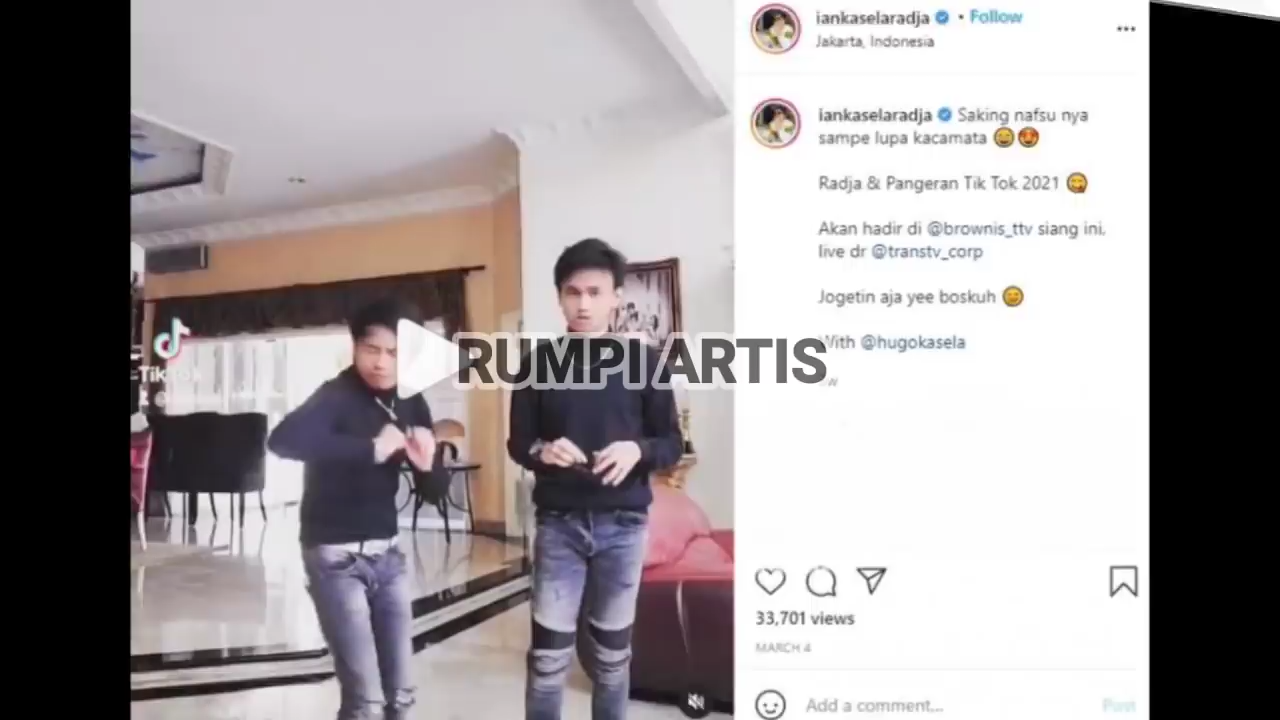 iankaselaradja • Follow
Jakarta, Indonesia
iankaselaradja Saking nafsu nya
sampe lupa kacamata 😅😍
Radja & Pangeran Tik Tok 2021 😋
Akan hadir di @brownis_ttv siang ini,
live dr @transtv_corp
Jogetin aja yee boskuh 😊
With @hugokasela
RUMPI ARTIS
33,701 views
MARCH 4
Add a comment...
Post